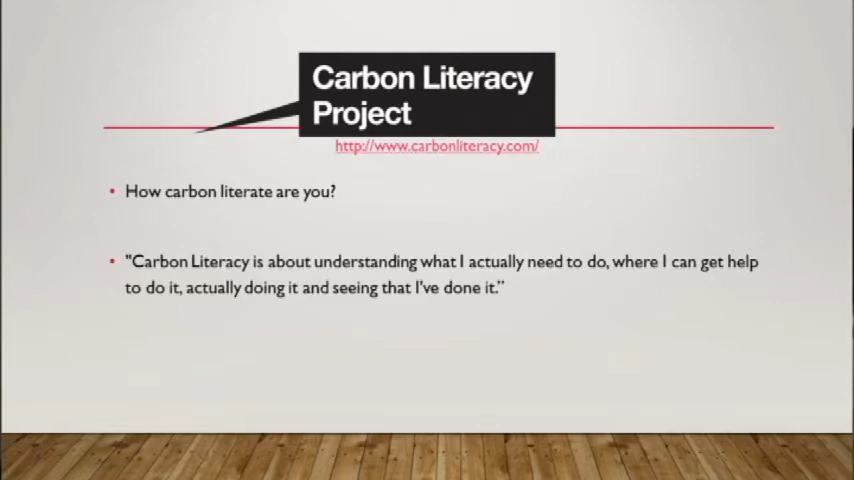 Carbon Literacy
Project
http://www.carbonliteracy.com/
• How carbon literate are you?
• "Carbon Literacy is about understanding what I actually need to do, where I can get help
to do it, actually doing it and seeing that I've done it.”